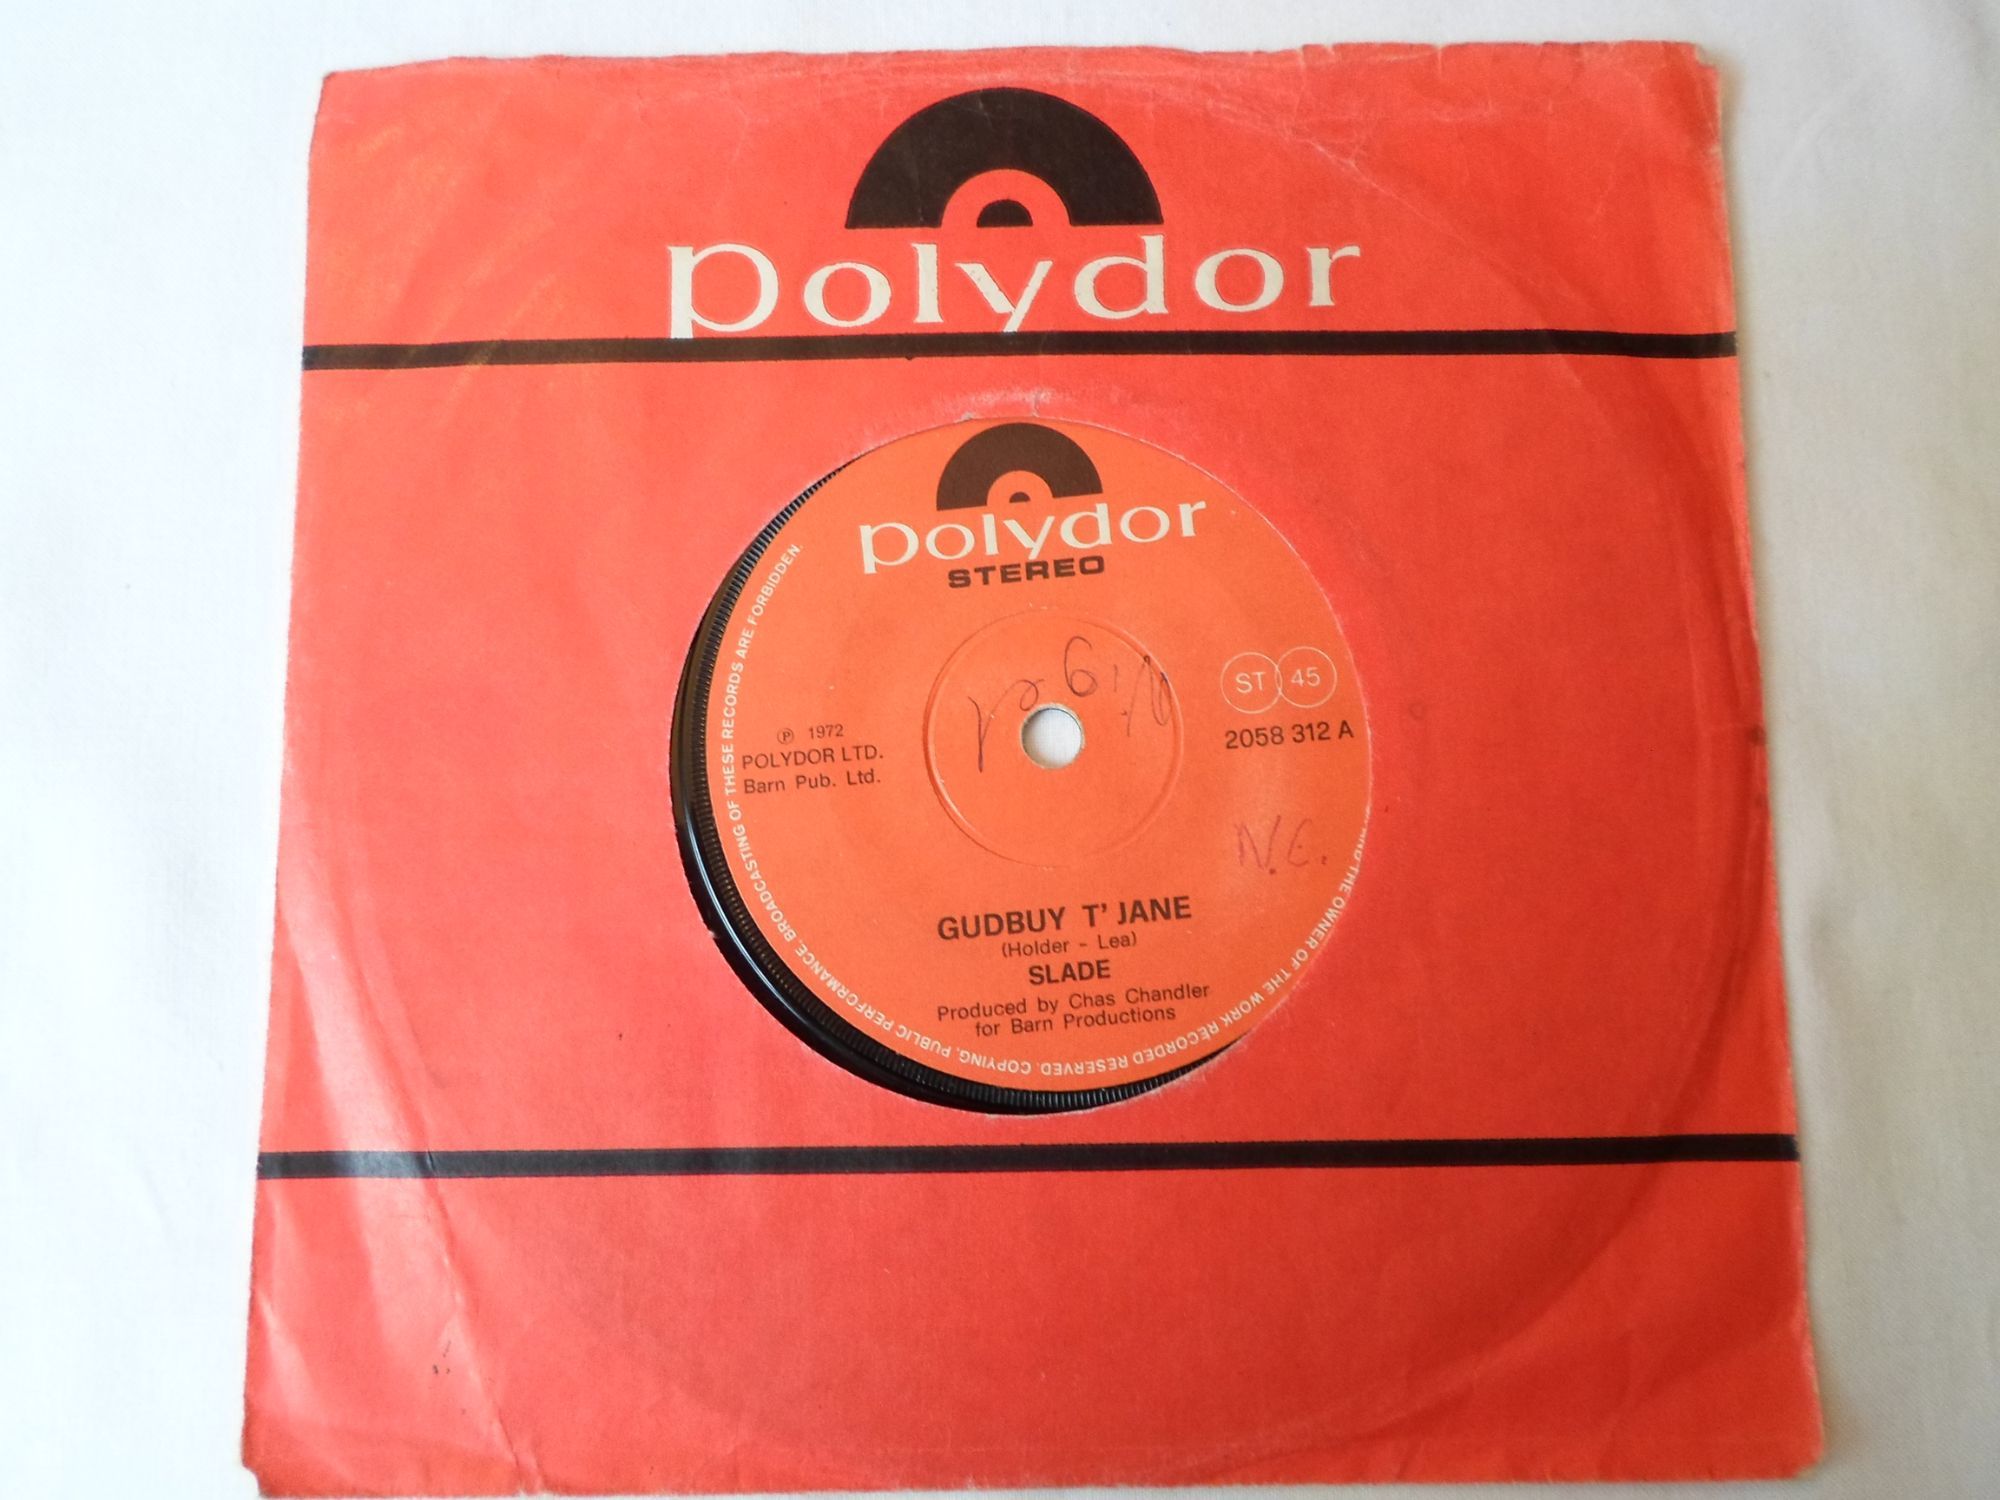 polydor
polydor
STEREO
ST 45
2058 312 A
℗ 1972
POLYDOR LTD.
Barn Pub. Ltd.
N.E.
GUDBUY T' JANE
(Holder - Lea)
SLADE
Produced by Chas Chandler
for Barn Productions
AND THE OWNER OF THE WORK RECORDED RESERVED. COPYING, PUBLIC PERFORMANCE, BROADCASTING OF THESE RECORDS ARE FORBIDDEN.